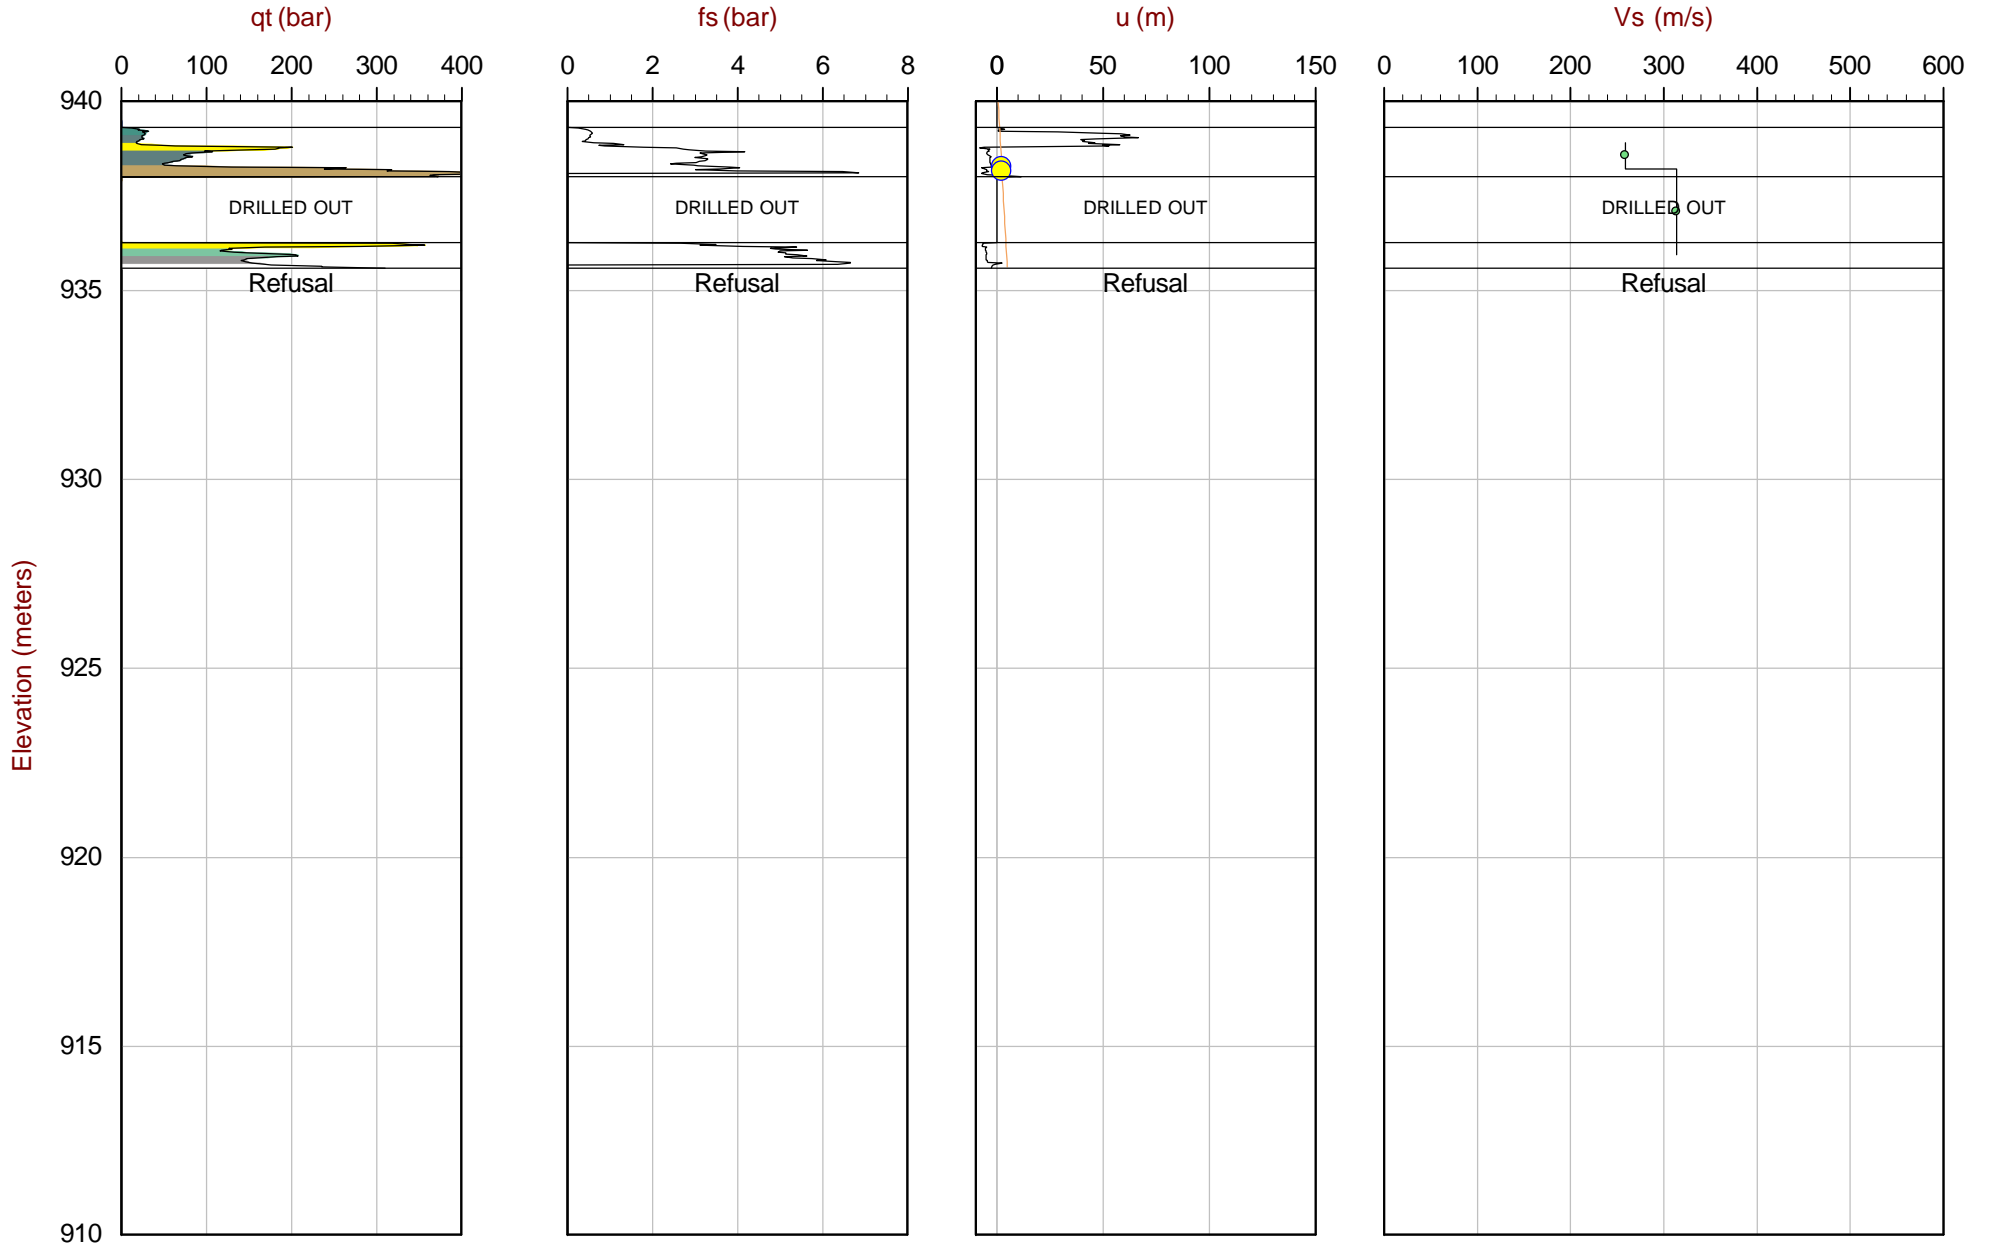 qt (bar) fs (bar) u (m) Vs (m/s)
0 100 200 300 400 0 2 4 6 8 0 50 100 150 0 100 200 300 400 500 600
940
DRILLED OUT DRILLED OUT DRILLED OUT DRILLED OUT
Refusal Refusal Refusal Refusal
935
930
925
920
915
910
Elevation (meters)